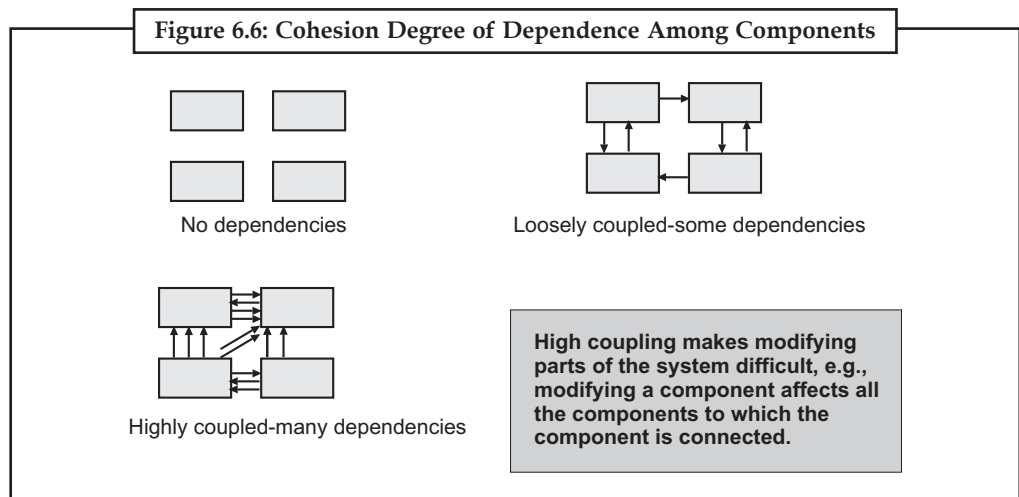 Figure 6.6: Cohesion Degree of Dependence Among Components
No dependencies
Loosely coupled-some dependencies
Highly coupled-many dependencies
High coupling makes modifying
parts of the system difficult, e.g.,
modifying a component affects all
the components to which the
component is connected.